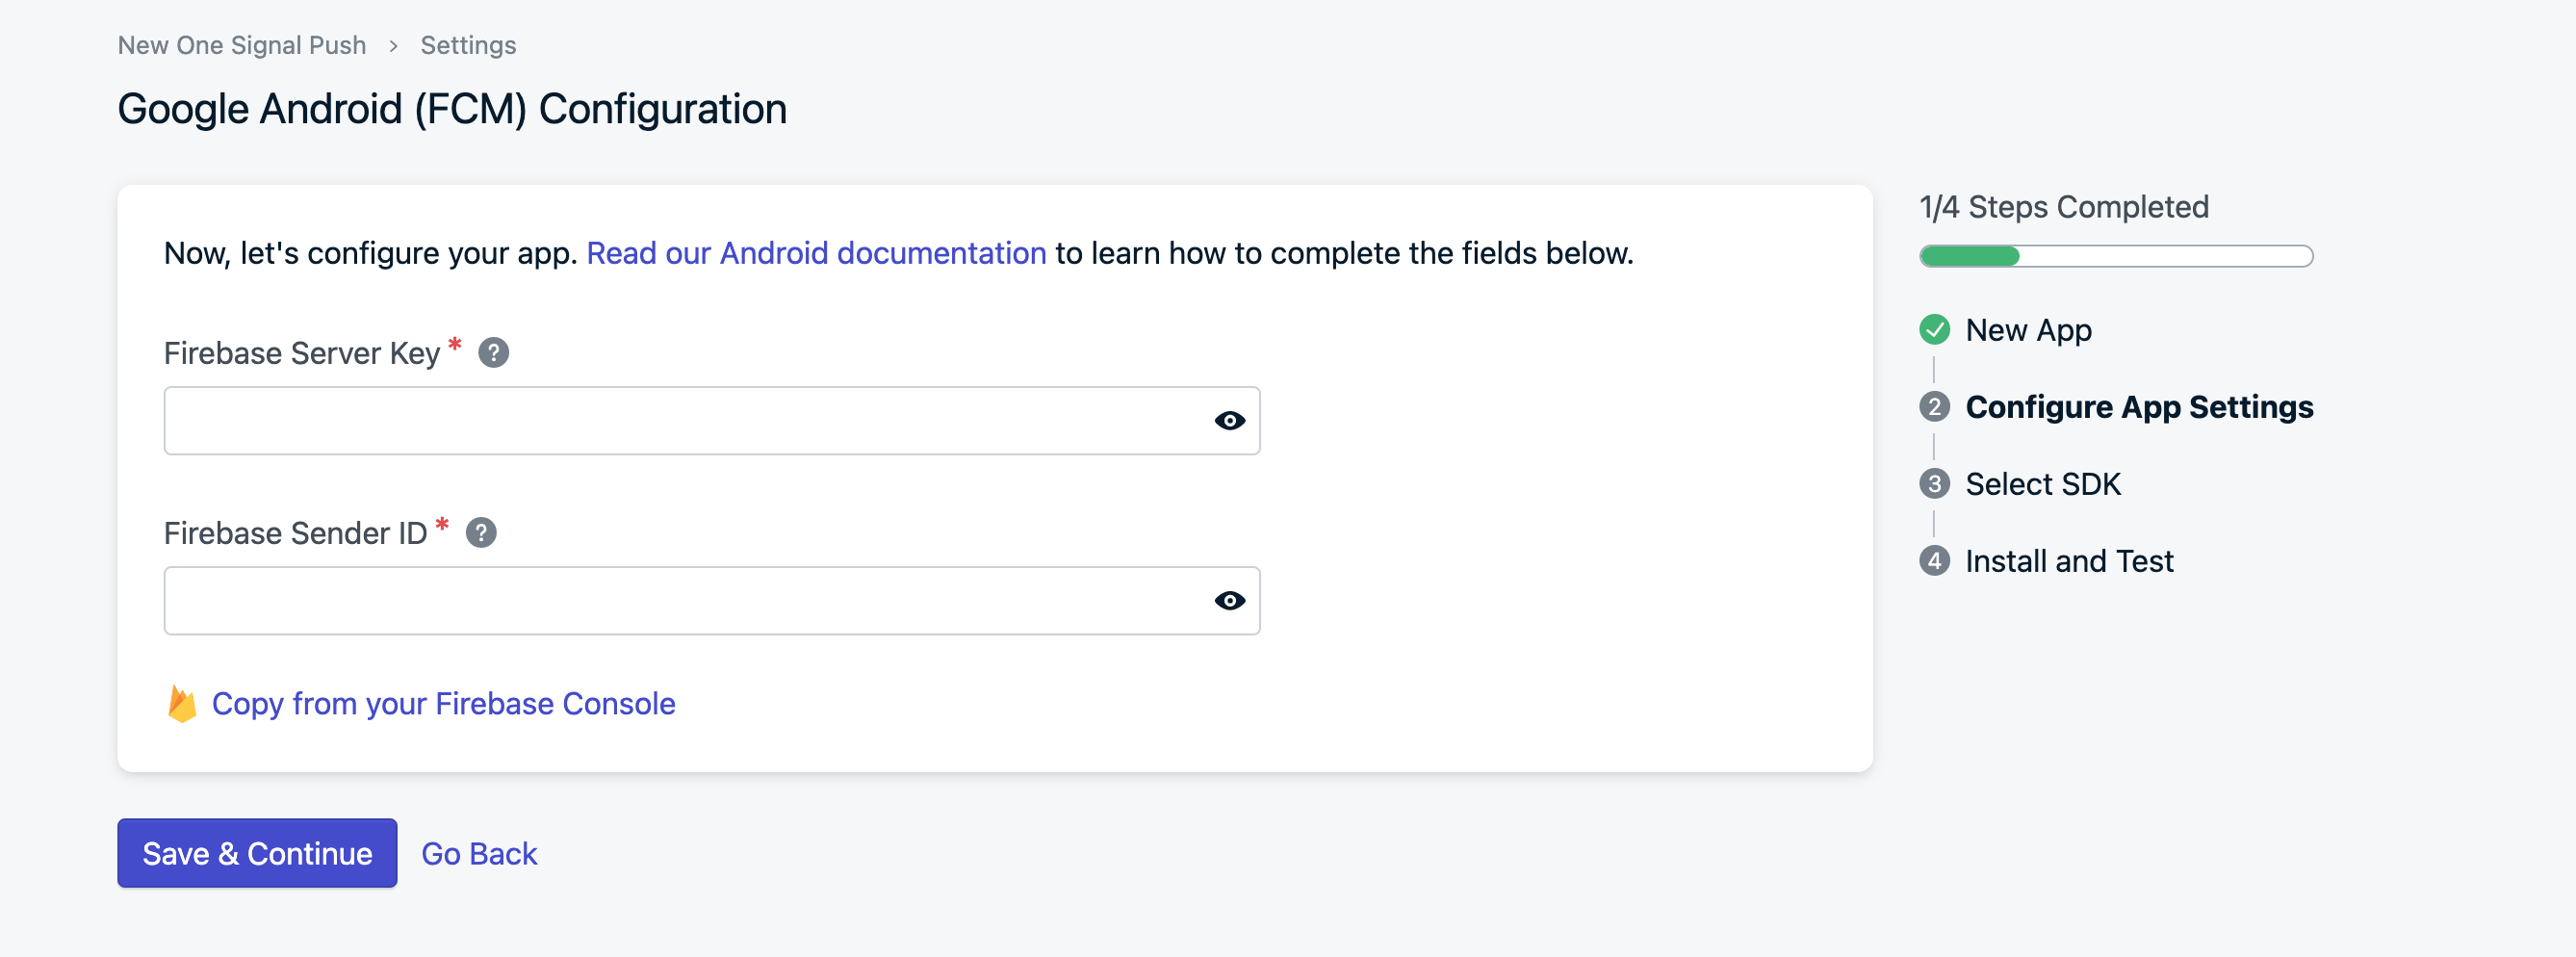 New One Signal Push > Settings
Google Android (FCM) Configuration
Now, let's configure your app. Read our Android documentation to learn how to complete the fields below.
Firebase Server Key * ?
Firebase Sender ID * ?
Copy from your Firebase Console
Save & Continue Go Back
1/4 Steps Completed
New App
2 Configure App Settings
3 Select SDK
4 Install and Test